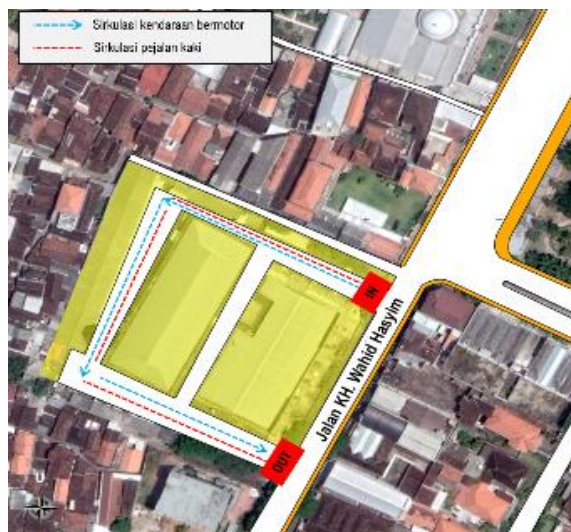 Sirkulasi kendaraan bermotor
Sirkulasi pejalan kaki
IN
Jalan KH. Wahid Hasyim
OUT
U